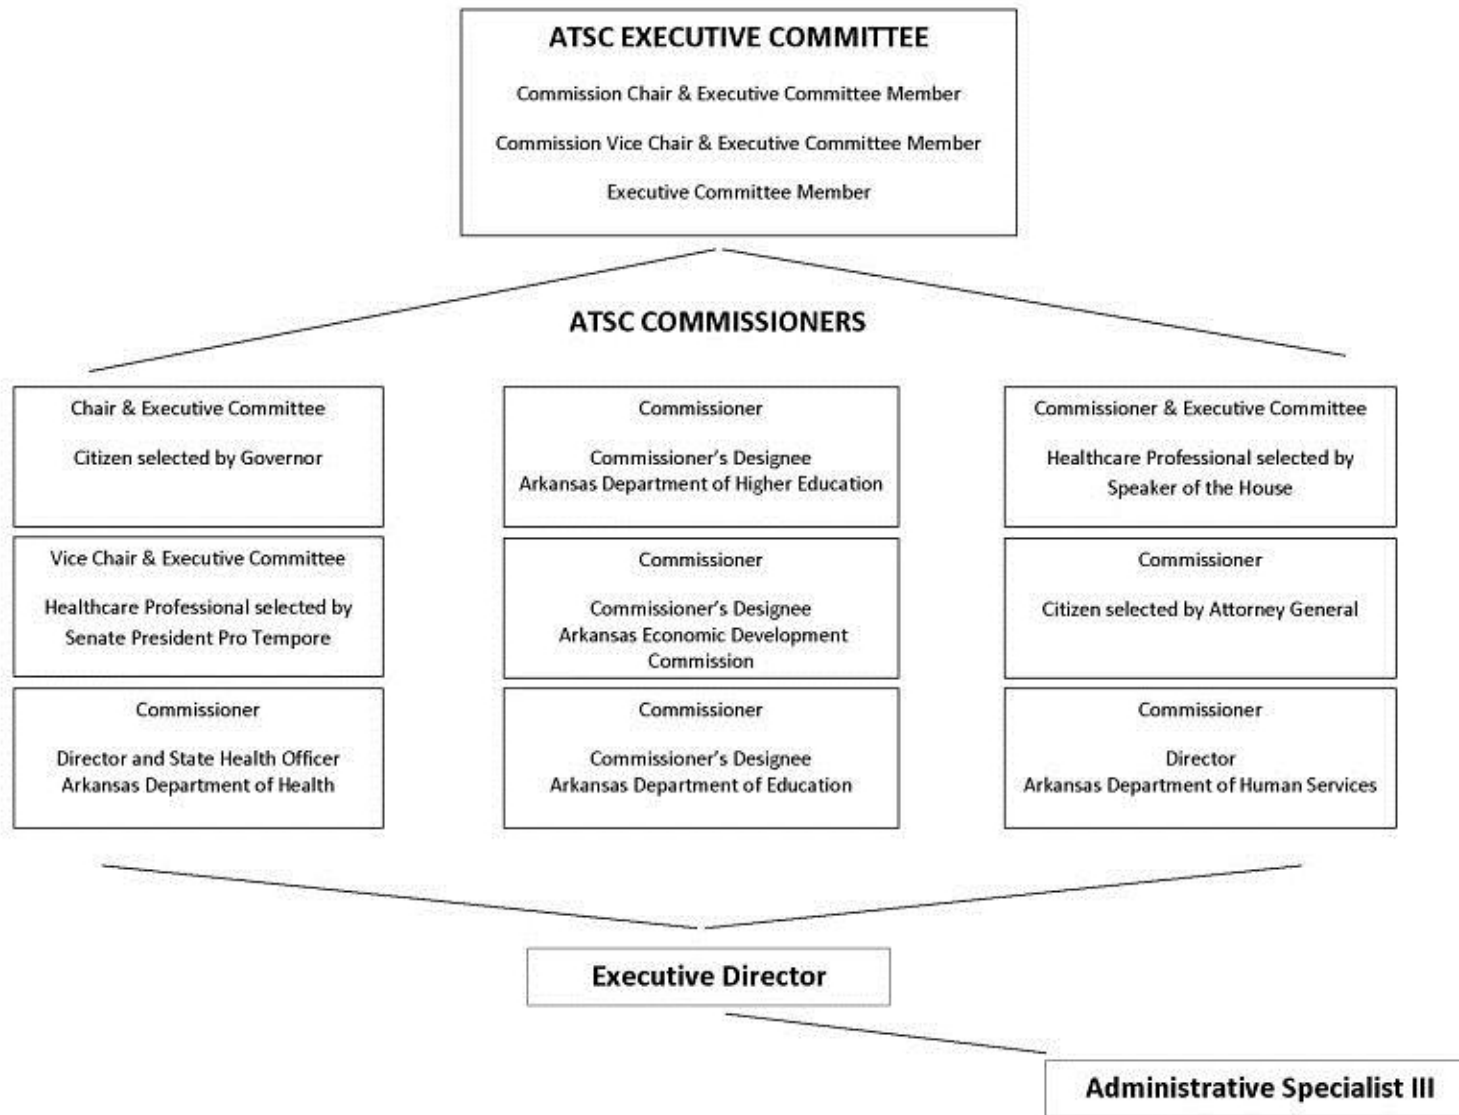 ATSC EXECUTIVE COMMITTEE
Commission Chair & Executive Committee Member
Commission Vice Chair & Executive Committee Member
Executive Committee Member
ATSC COMMISSIONERS
Chair & Executive Committee
Citizen selected by Governor
Vice Chair & Executive Committee
Healthcare Professional selected by
Senate President Pro Tempore
Commissioner
Director and State Health Officer
Arkansas Department of Health
Commissioner
Commissioner's Designee
Arkansas Department of Higher Education
Commissioner
Commissioner's Designee
Arkansas Economic Development
Commission
Commissioner
Commissioner's Designee
Arkansas Department of Education
Commissioner & Executive Committee
Healthcare Professional selected by
Speaker of the House
Commissioner
Citizen selected by Attorney General
Commissioner
Director
Arkansas Department of Human Services
Executive Director
Administrative Specialist III